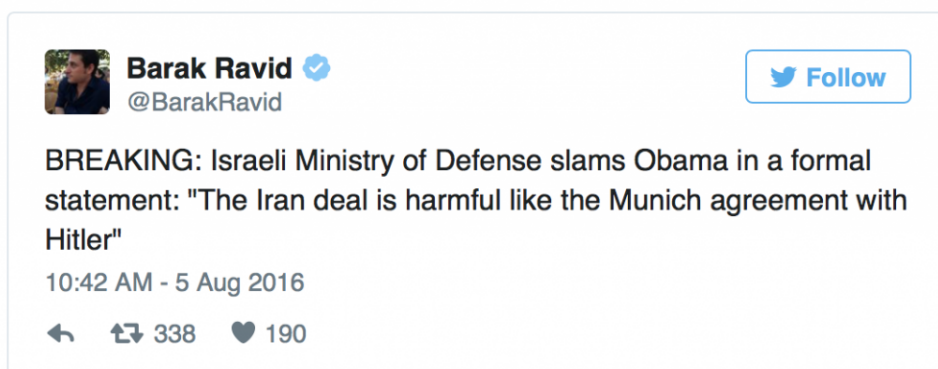 Barak Ravid
@BarakRavid
Follow
BREAKING: Israeli Ministry of Defense slams Obama in a formal
statement: "The Iran deal is harmful like the Munich agreement with
Hitler"
10:42 AM - 5 Aug 2016
338 190